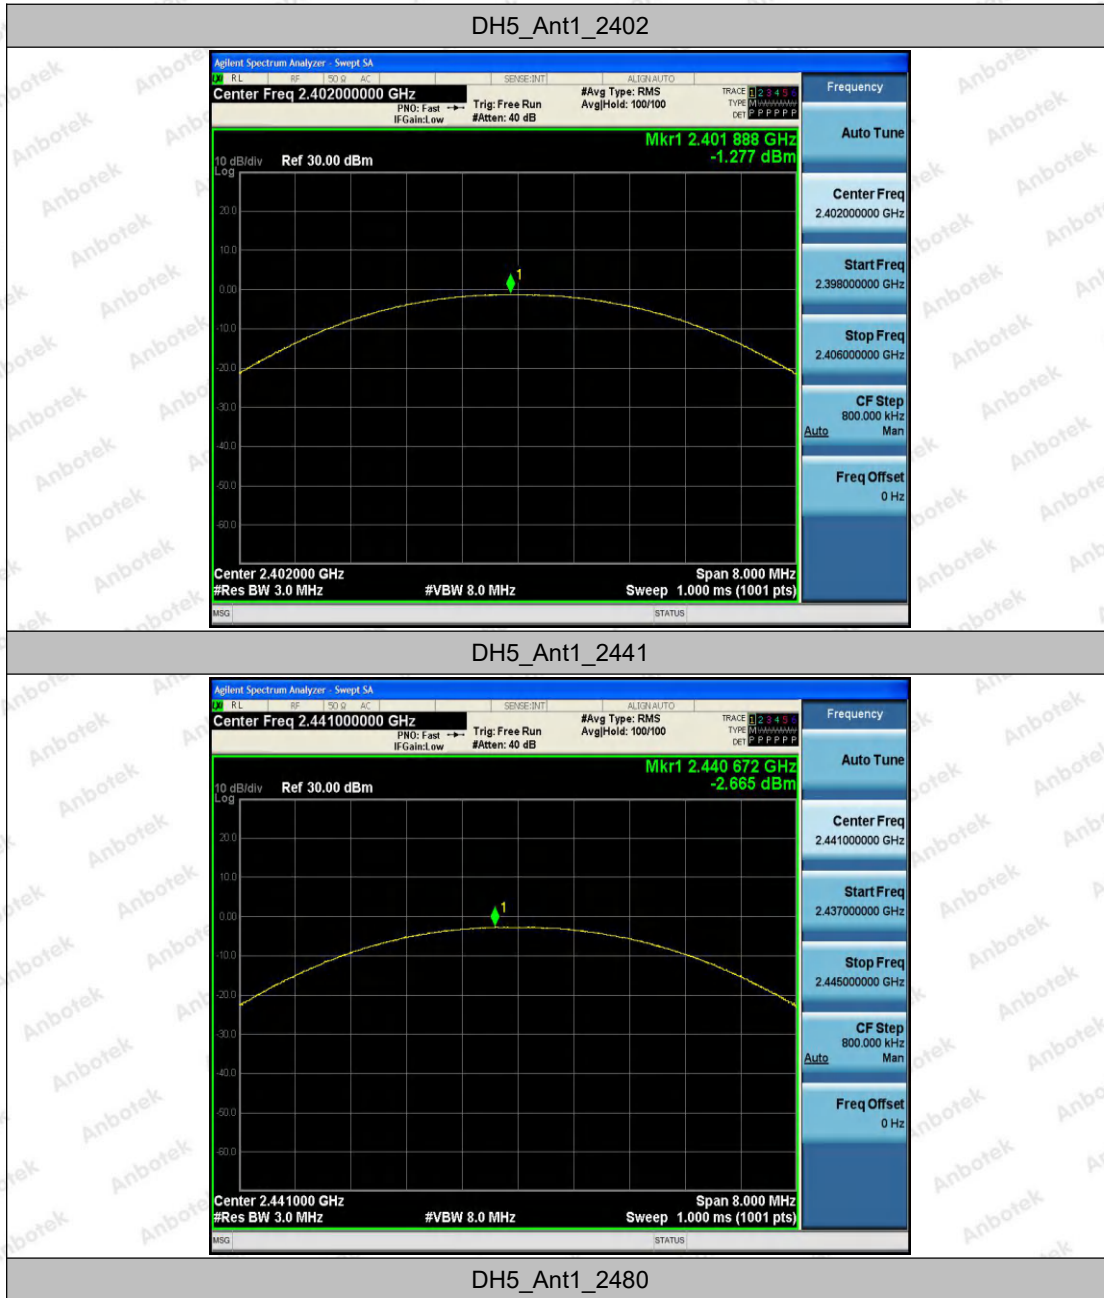 DH5_Ant1_2402
Agilent Spectrum Analyzer - Swept SA
RL RF 50 Ω AC SENSE:INT ALIGN AUTO
Center Freq 2.402000000 GHz
PNO: Fast
IFGain:Low
Trig: Free Run
#Atten: 40 dB
#Avg Type: RMS
Avg|Hold: 100/100
TRACE 1 2 3 4 5 6
TYPE M
DET P P P P P P
Mkr1 2.401 888 GHz
-1.277 dBm
10 dB/div Ref 30.00 dBm
Log
20.0
10.0
0.00
-10.0
-20.0
-30.0
-40.0
-50.0
-60.0
1
Center 2.402000 GHz Span 8.000 MHz
#Res BW 3.0 MHz #VBW 8.0 MHz Sweep 1.000 ms (1001 pts)
MSG STATUS
Frequency
Auto Tune
Center Freq
2.402000000 GHz
Start Freq
2.398000000 GHz
Stop Freq
2.406000000 GHz
CF Step
800.000 kHz
Auto Man
Freq Offset
0 Hz
DH5_Ant1_2441
Agilent Spectrum Analyzer - Swept SA
RL RF 50 Ω AC SENSE:INT ALIGN AUTO
Center Freq 2.441000000 GHz
PNO: Fast
IFGain:Low
Trig: Free Run
#Atten: 40 dB
#Avg Type: RMS
Avg|Hold: 100/100
TRACE 1 2 3 4 5 6
TYPE M
DET P P P P P P
Mkr1 2.440 672 GHz
-2.665 dBm
10 dB/div Ref 30.00 dBm
Log
20.0
10.0
0.00
-10.0
-20.0
-30.0
-40.0
-50.0
-60.0
1
Center 2.441000 GHz Span 8.000 MHz
#Res BW 3.0 MHz #VBW 8.0 MHz Sweep 1.000 ms (1001 pts)
MSG STATUS
Frequency
Auto Tune
Center Freq
2.441000000 GHz
Start Freq
2.437000000 GHz
Stop Freq
2.445000000 GHz
CF Step
800.000 kHz
Auto Man
Freq Offset
0 Hz
DH5_Ant1_2480
Anbotek